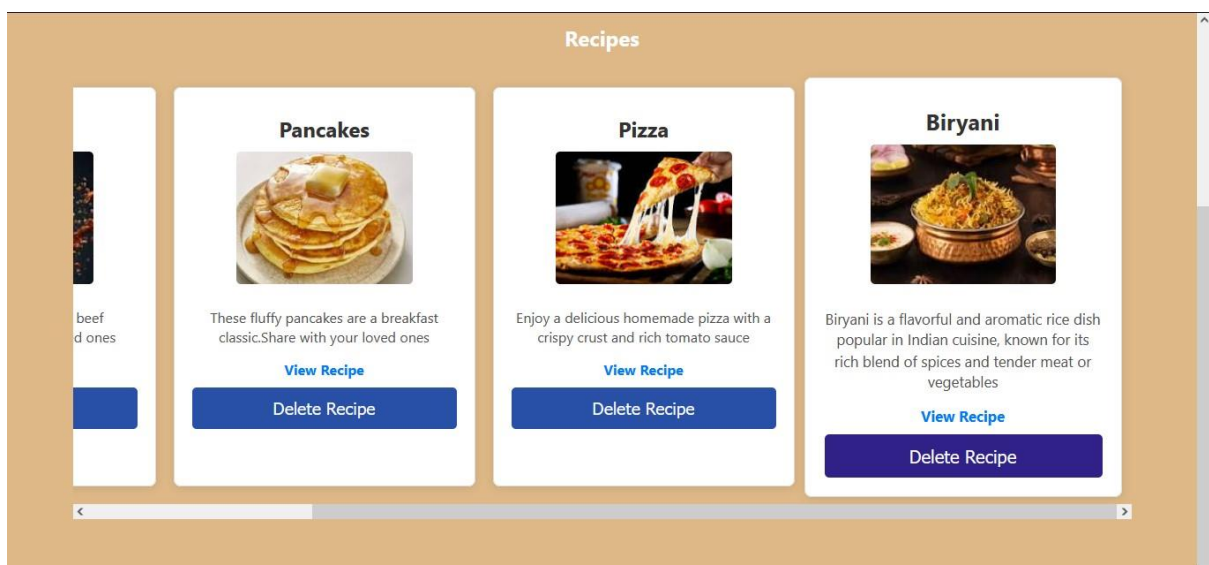 Recipes
beef
d ones
Pancakes
These fluffy pancakes are a breakfast
classic.Share with your loved ones
View Recipe
Delete Recipe
Pizza
Enjoy a delicious homemade pizza with a
crispy crust and rich tomato sauce
View Recipe
Delete Recipe
Biryani
Biryani is a flavorful and aromatic rice dish
popular in Indian cuisine, known for its
rich blend of spices and tender meat or
vegetables
View Recipe
Delete Recipe